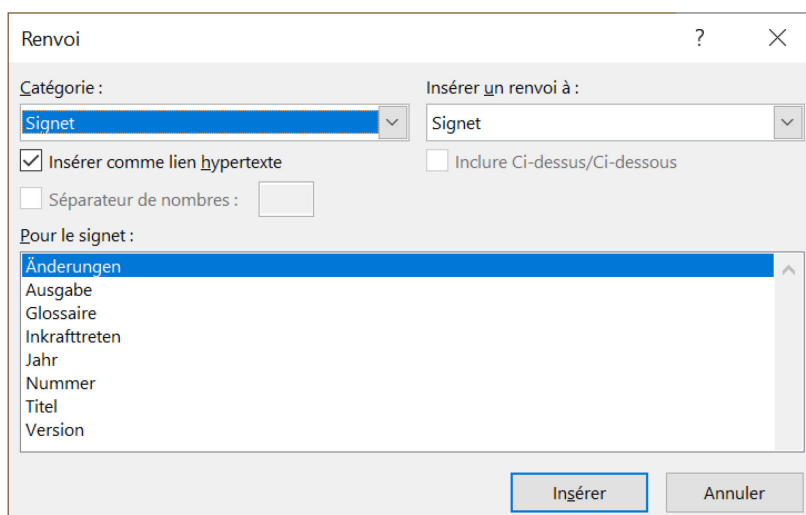 Renvoi ?
Catégorie : Insérer un renvoi à :
Signet Signet
Insérer comme lien hypertexte Inclure Ci-dessus/Ci-dessous
Séparateur de nombres :
Pour le signet :
Änderungen
Ausgabe
Glossaire
Inkrafttreten
Jahr
Nummer
Titel
Version
Insérer Annuler